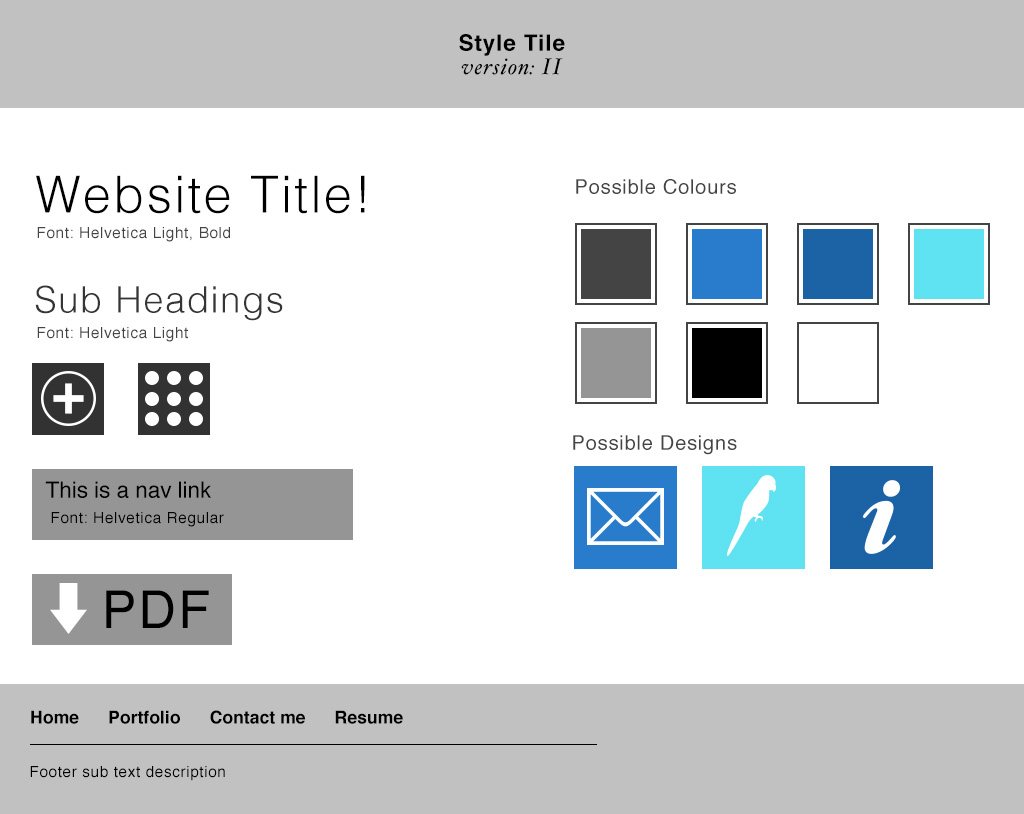 Style Tile
version: II
Website Title!
Font: Helvetica Light, Bold
Sub Headings
Font: Helvetica Light
This is a nav link
Font: Helvetica Regular
PDF
Possible Colours
Possible Designs
i
Home Portfolio Contact me Resume
Footer sub text description